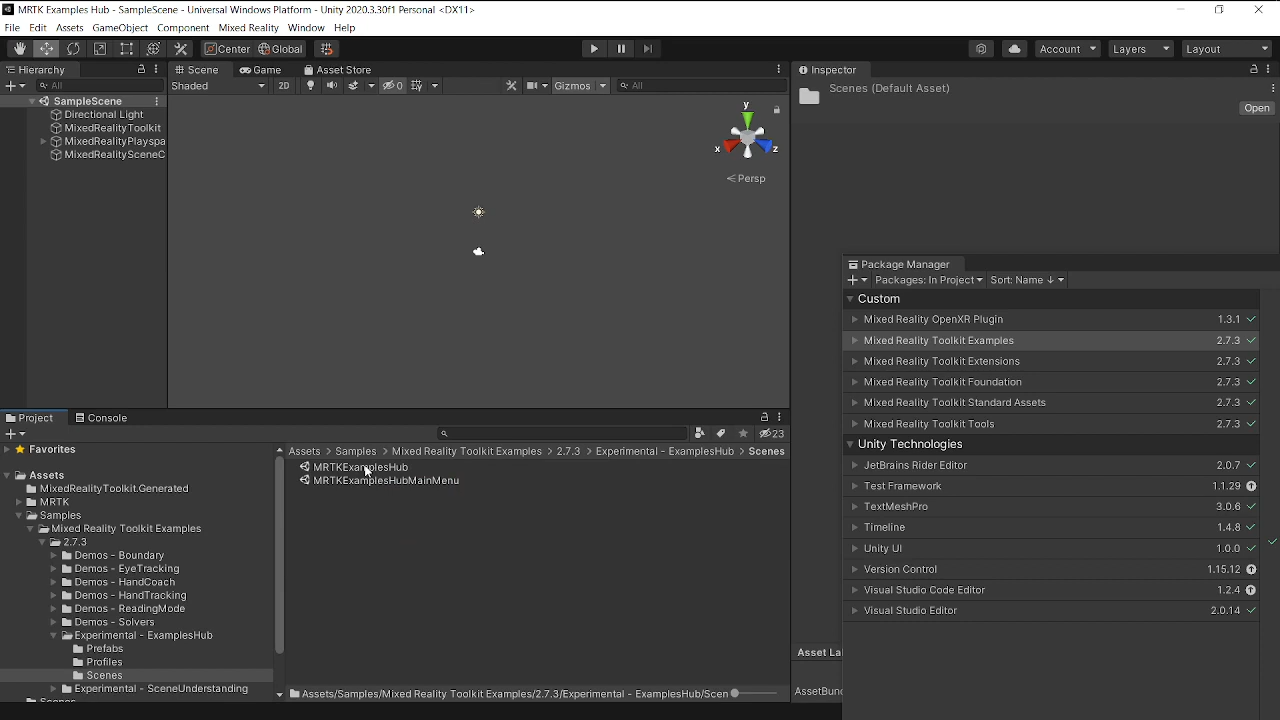 MRTK Examples Hub - SampleScene - Universal Windows Platform - Unity 2020.3.30f1 Personal <DX11>
File Edit Assets GameObject Component Mixed Reality Window Help
Center Global Account Layers Layout
Hierarchy Scene Game Asset Store Inspector
All Shaded 2D 0 Gizmos All Scenes (Default Asset)
Open
SampleScene
Directional Light
MixedRealityToolkit
MixedRealityPlayspa
MixedRealitySceneC
y
x z
Persp
Package Manager
Packages: In Project Sort: Name ↓
Custom
Mixed Reality OpenXR Plugin 1.3.1
Mixed Reality Toolkit Examples 2.7.3
Mixed Reality Toolkit Extensions 2.7.3
Mixed Reality Toolkit Foundation 2.7.3
Mixed Reality Toolkit Standard Assets 2.7.3
Mixed Reality Toolkit Tools 2.7.3
Unity Technologies
JetBrains Rider Editor 2.0.7
Test Framework 1.1.29
TextMeshPro 3.0.6
Timeline 1.4.8
Unity UI 1.0.0
Version Control 1.15.12
Visual Studio Code Editor 1.2.4
Visual Studio Editor 2.0.14
Project Console
23
Favorites
Assets
MixedRealityToolkit.Generated
MRTK
Samples
Mixed Reality Toolkit Examples
2.7.3
Demos - Boundary
Demos - EyeTracking
Demos - HandCoach
Demos - HandTracking
Demos - ReadingMode
Demos - Solvers
Experimental - ExamplesHub
Prefabs
Profiles
Scenes
Experimental - SceneUnderstanding
Assets > Samples > Mixed Reality Toolkit Examples > 2.7.3 > Experimental - ExamplesHub > Scenes
MRTKExamplesHub
MRTKExamplesHubMainMenu
Assets/Samples/Mixed Reality Toolkit Examples/2.7.3/Experimental - ExamplesHub/Scen
Asset La
AssetBun